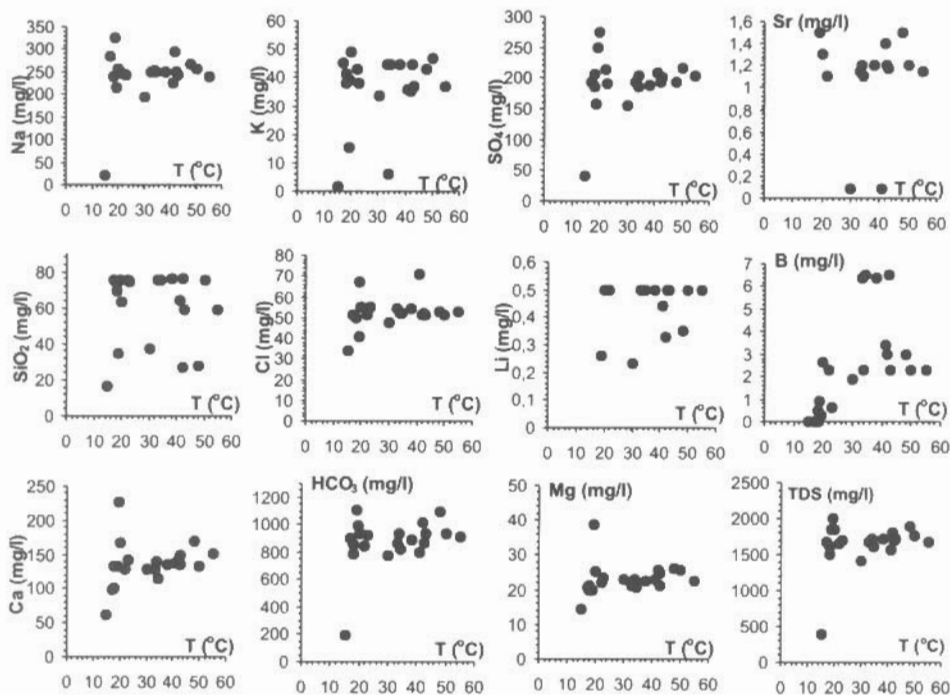 Na (mg/l)
350
300
250
200
150
100
50
0
T (°C)
0 10 20 30 40 50 60
K (mg/l)
60
50
40
30
20
10
0
T (°C)
0 10 20 30 40 50 60
SO₄ (mg/l)
300
250
200
150
100
50
0
T (°C)
0 10 20 30 40 50 60
Sr (mg/l)
1,6
1,4
1,2
1
0,8
0,6
0,4
0,2
0
T (°C)
0 10 20 30 40 50 60
SiO₂ (mg/l)
80
60
40
20
0
T (°C)
0 10 20 30 40 50 60
Cl (mg/l)
80
70
60
50
40
30
20
10
0
T (°C)
0 10 20 30 40 50 60
Li (mg/l)
0,6
0,5
0,4
0,3
0,2
0,1
0
T (°C)
0 10 20 30 40 50 60
B (mg/l)
7
6
5
4
3
2
1
0
T (°C)
0 10 20 30 40 50 60
Ca (mg/l)
250
200
150
100
50
0
T (°C)
0 10 20 30 40 50 60
HCO₃ (mg/l)
1200
1000
800
600
400
200
0
T (°C)
0 10 20 30 40 50 60
Mg (mg/l)
50
40
30
20
10
0
T (°C)
0 10 20 30 40 50 60
TDS (mg/l)
2500
2000
1500
1000
500
0
T (°C)
0 10 20 30 40 50 60